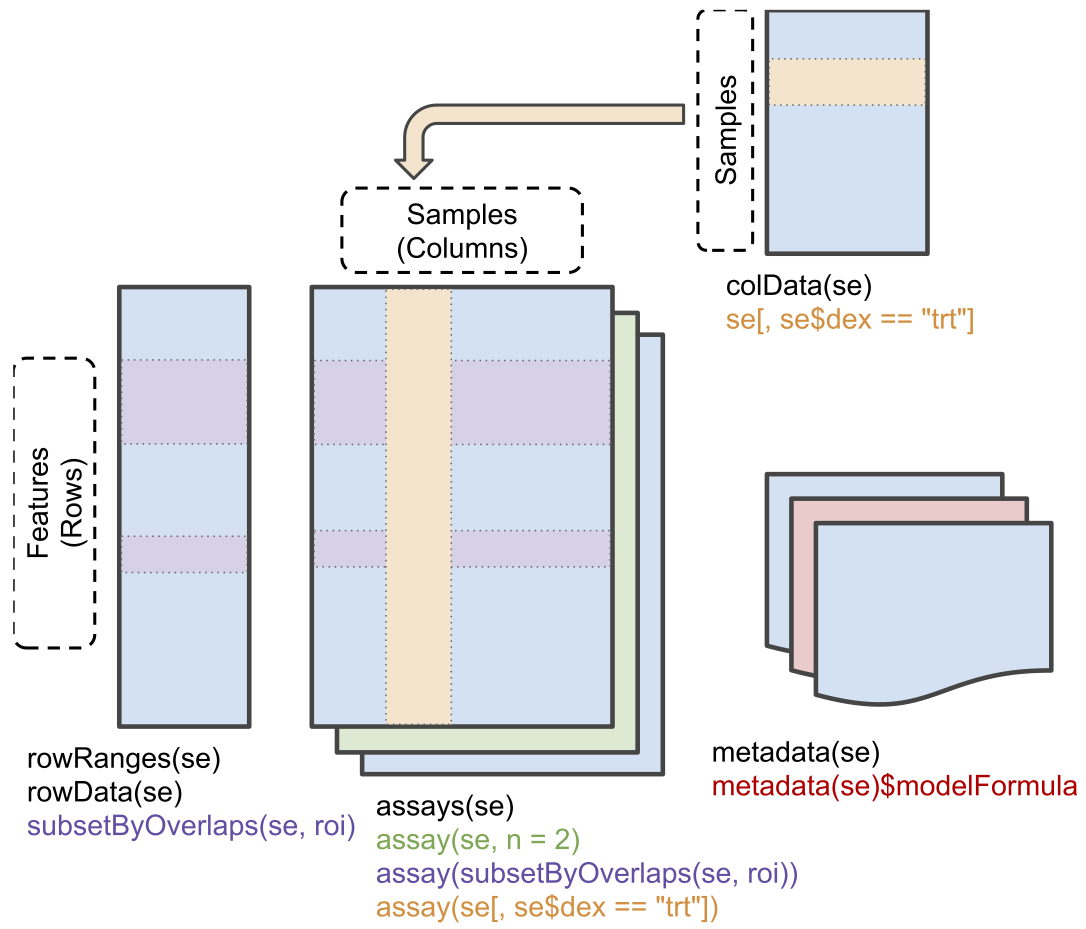 Samples
Samples
(Columns)
colData(se)
se[, se$dex == "trt"]
Features
(Rows)
rowRanges(se)
rowData(se)
subsetByOverlaps(se, roi)
assays(se)
assay(se, n = 2)
assay(subsetByOverlaps(se, roi))
assay(se[, se$dex == "trt"])
metadata(se)
metadata(se)$modelFormula